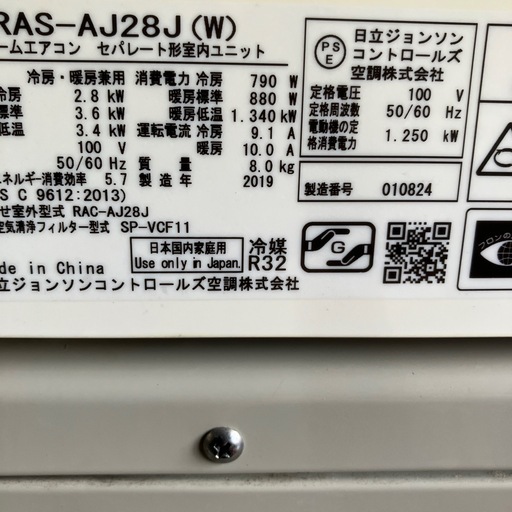 RAS-AJ28J(W)
ームエアコン セパレート形室内ユニット
冷房・暖房兼用 消費電力 冷房 790 W
冷房 2.8 kW 暖房標準 880 W
標準 3.6 kW 暖房低温 1.340 kW
低温 3.4 kW 運転電流 冷房 9.1 A
100 V 暖房 10.0 A
50/60 Hz 質量 8.0kg
エネルギー消費効率 5.7 製造年 2019
S C 9612:2013)
せ室外型式 RAC-AJ28J
空気清浄フィルター型式 SP-VCF11
日本国内家庭用
Use only in Japan.
冷媒
R32
Made in China
日立ジョンソンコントロールズ空調株式会社
PS
E
日立ジョンソン
コントロールズ
空調株式会社
定格電圧 100 V
定格周波数 50/60 Hz
電動機の定
格消費電力 1.250 kW
製造番号 010824
G
フロンの